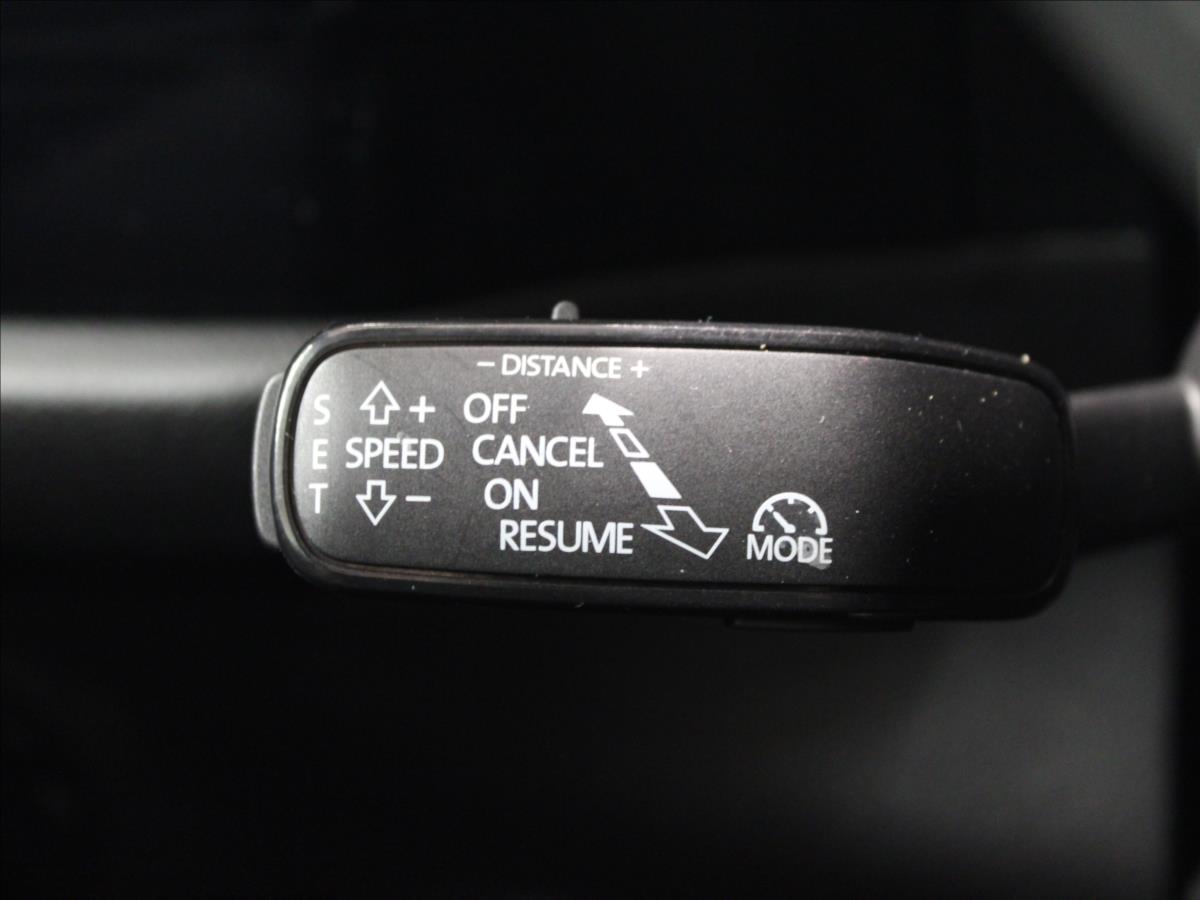 − DISTANCE +
S + OFF
E SPEED CANCEL
T − ON
RESUME
MODE